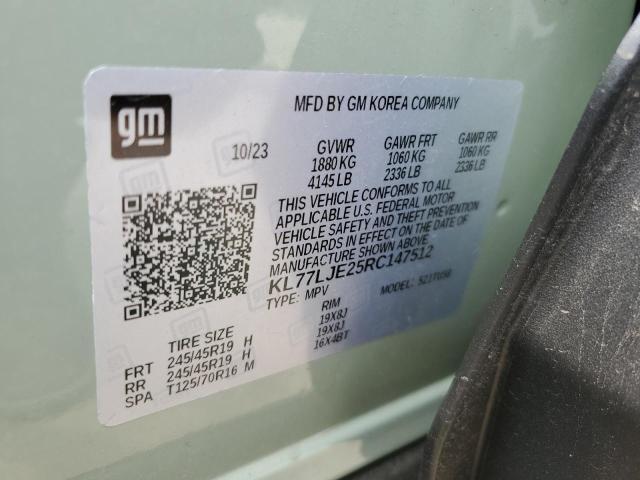 gm
MFD BY GM KOREA COMPANY
10/23 GVWR GAWR FRT GAWR RR
1880 KG 1060 KG 1060 KG
4145 LB 2336 LB 2336 LB
THIS VEHICLE CONFORMS TO ALL
APPLICABLE U.S. FEDERAL MOTOR
VEHICLE SAFETY AND THEFT PREVENTION
STANDARDS IN EFFECT ON THE DATE OF
MANUFACTURE SHOWN ABOVE.
KL77LJE25RC147512
TYPE: MPV MODEL:
TIRE SIZE RIM
FRT 245/45R19 H 19X8J
RR 245/45R19 H 19X8J
SPA T125/70R16 M 16X4BT